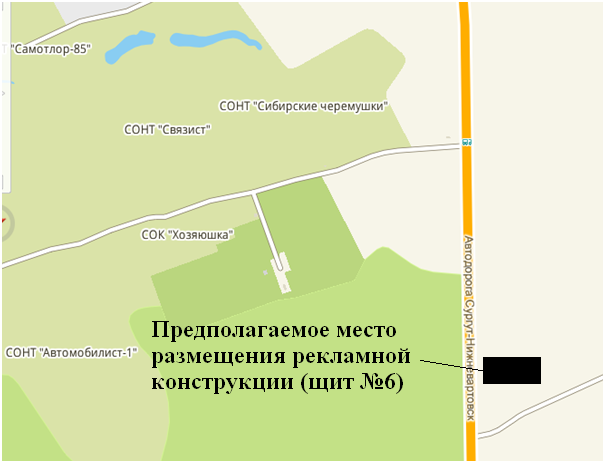 СОНТ "Самотлор-85"
СОНТ "Сибирские черемушки"
СОНТ "Связист"
СОК "Хозяюшка"
Автодорога Сургут-Нижневартовск
Предполагаемое место
размещения рекламной
конструкции (щит №6)
СОНТ "Автомобилист-1"